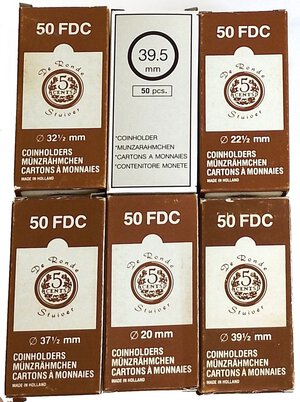 50 FDC
De Ronde
5
CENTS
Stuiver
Ø 32½ mm
COINHOLDERS
MÜNZRÄHMCHEN
CARTONS À MONNAIES
MADE IN HOLLAND
39.5
mm
50 pcs.
*COINHOLDER
*MUNZARAHMEN
*CARTONS A MONNAIES
*CONTENITORE MONETE
50 FDC
De Ronde
5
CENTS
Stuiver
Ø 22½ mm
COINHOLDERS
MÜNZRÄHMCHEN
CARTONS À MONNAIES
MADE IN HOLLAND
50 FDC
De Ronde
5
CENTS
Stuiver
Ø 37½ mm
COINHOLDERS
MÜNZRÄHMCHEN
CARTONS À MONNAIES
MADE IN HOLLAND
50 FDC
De Ronde
5
CENTS
Stuiver
Ø 20 mm
COINHOLDERS
MÜNZRÄHMCHEN
CARTONS À MONNAIES
MADE IN HOLLAND
50 FDC
De Ronde
5
CENTS
Stuiver
Ø 39½ mm
COINHOLDERS
MÜNZRÄHMCHEN
CARTONS À MONNAIES
MADE IN HOLLAND